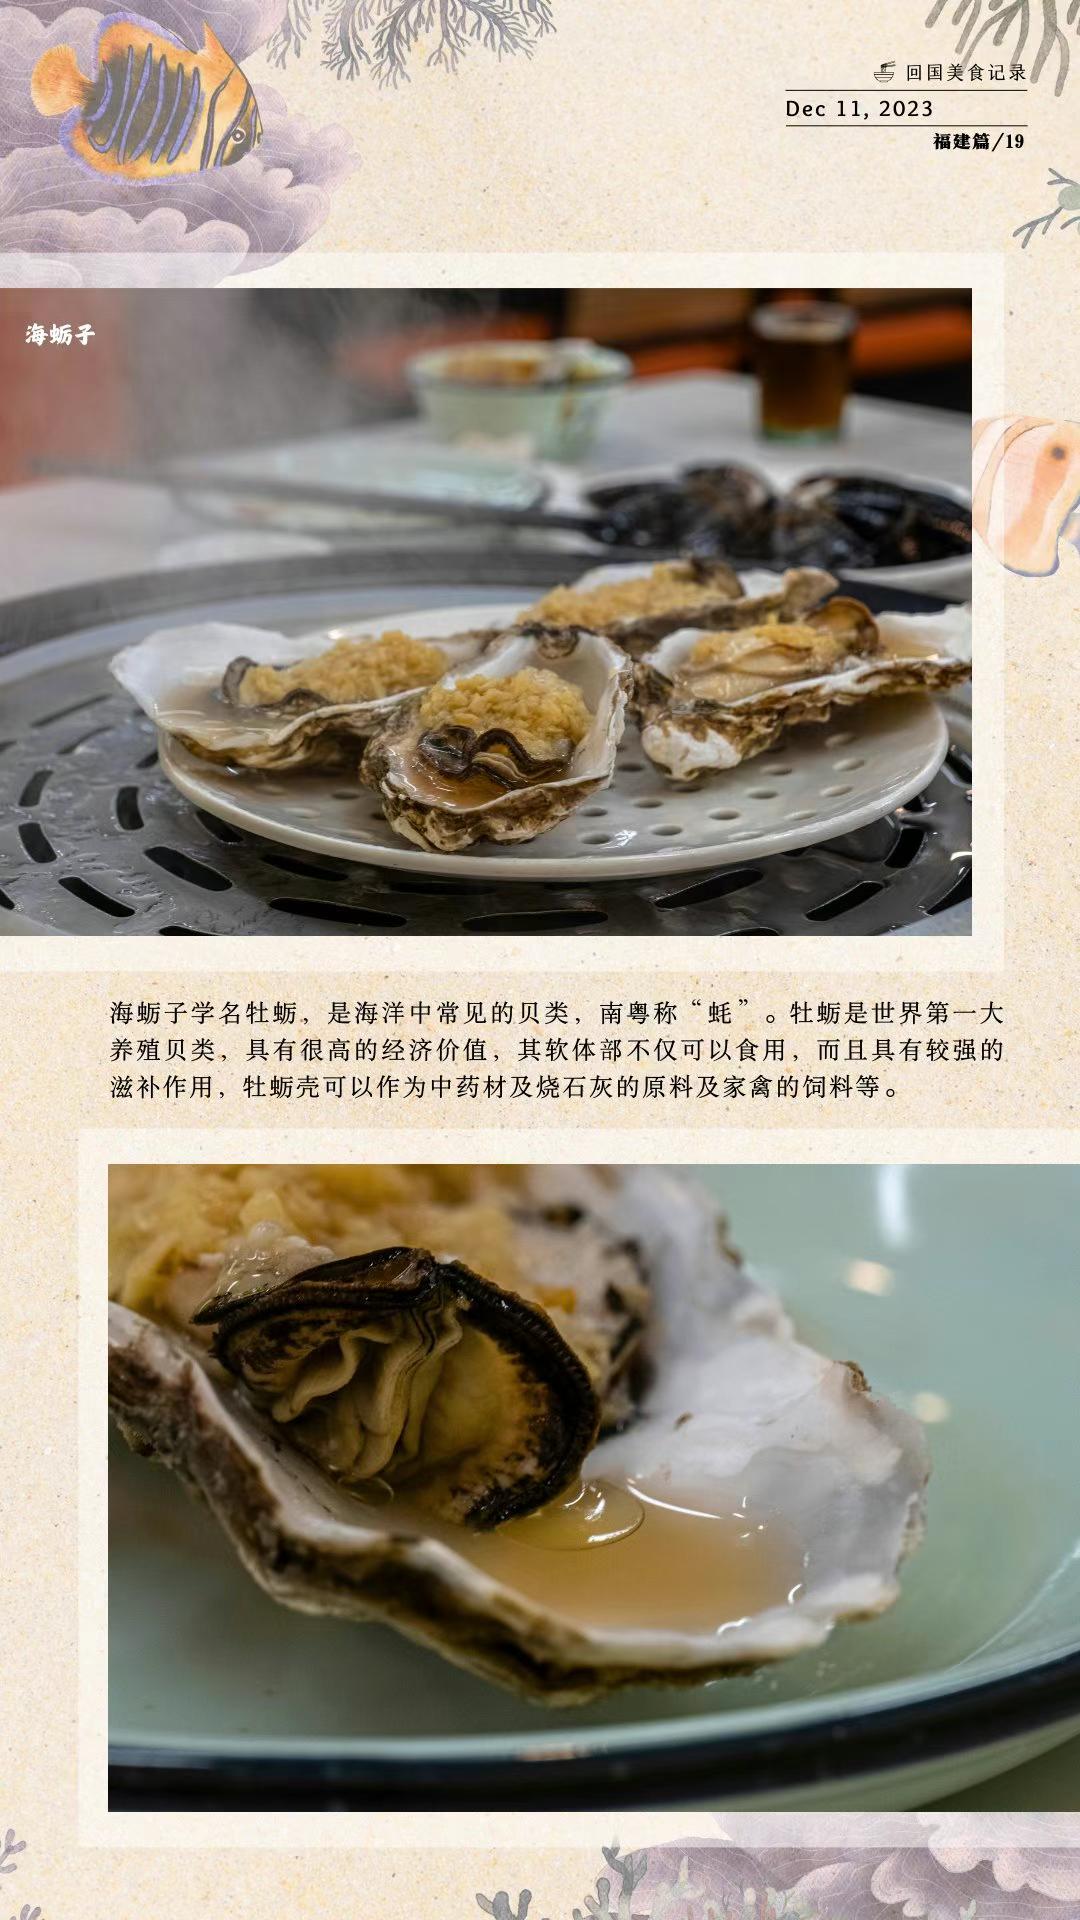 回国美食记录
Dec 11, 2023
福建篇/19
海蛎子
海蛎子学名牡蛎，是海洋中常见的贝类，南粤称“蚝”。牡蛎是世界第一大
养殖贝类，具有很高的经济价值，其软体部不仅可以食用，而且具有较强的
滋补作用，牡蛎壳可以作为中药材及烧石灰的原料及家禽的饲料等。